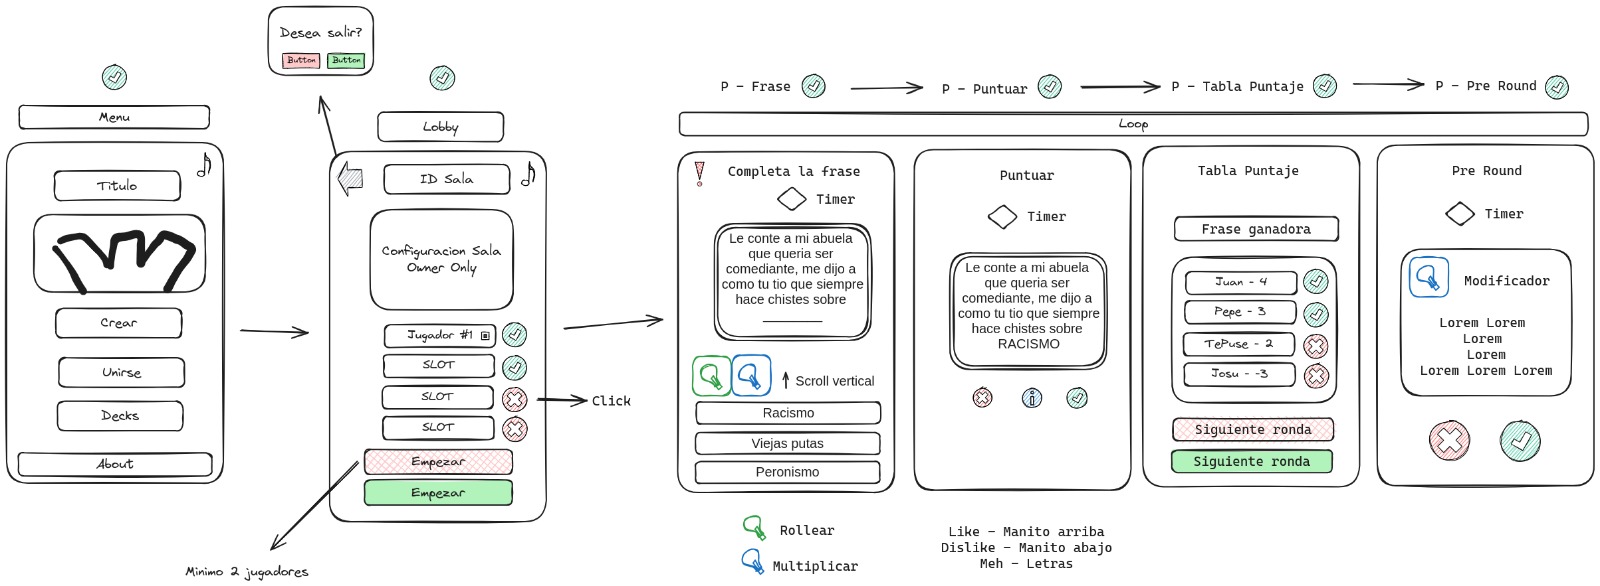 Desea salir?
Button Button
P - Frase
P - Puntuar
P - Tabla Puntaje
P - Pre Round
Menu
Lobby
Loop
Titulo
Crear
Unirse
Decks
About
ID Sala
Configuracion Sala
Owner Only
Jugador #1
SLOT
SLOT
SLOT
Click
Empezar
Empezar
Minimo 2 jugadores
Completa la frase
Timer
Le conte a mi abuela
que queria ser
comediante, me dijo a
como tu tio que siempre
hace chistes sobre
________
Scroll vertical
Racismo
Viejas putas
Peronismo
Rollear
Multiplicar
Puntuar
Timer
Le conte a mi abuela
que queria ser
comediante, me dijo a
como tu tio que siempre
hace chistes sobre
RACISMO
Like - Manito arriba
Dislike - Manito abajo
Meh - Letras
Tabla Puntaje
Frase ganadora
Juan - 4
Pepe - 3
TePuse - 2
Josu - -3
Siguiente ronda
Siguiente ronda
Pre Round
Timer
Modificador
Lorem Lorem
Lorem
Lorem
Lorem Lorem Lorem